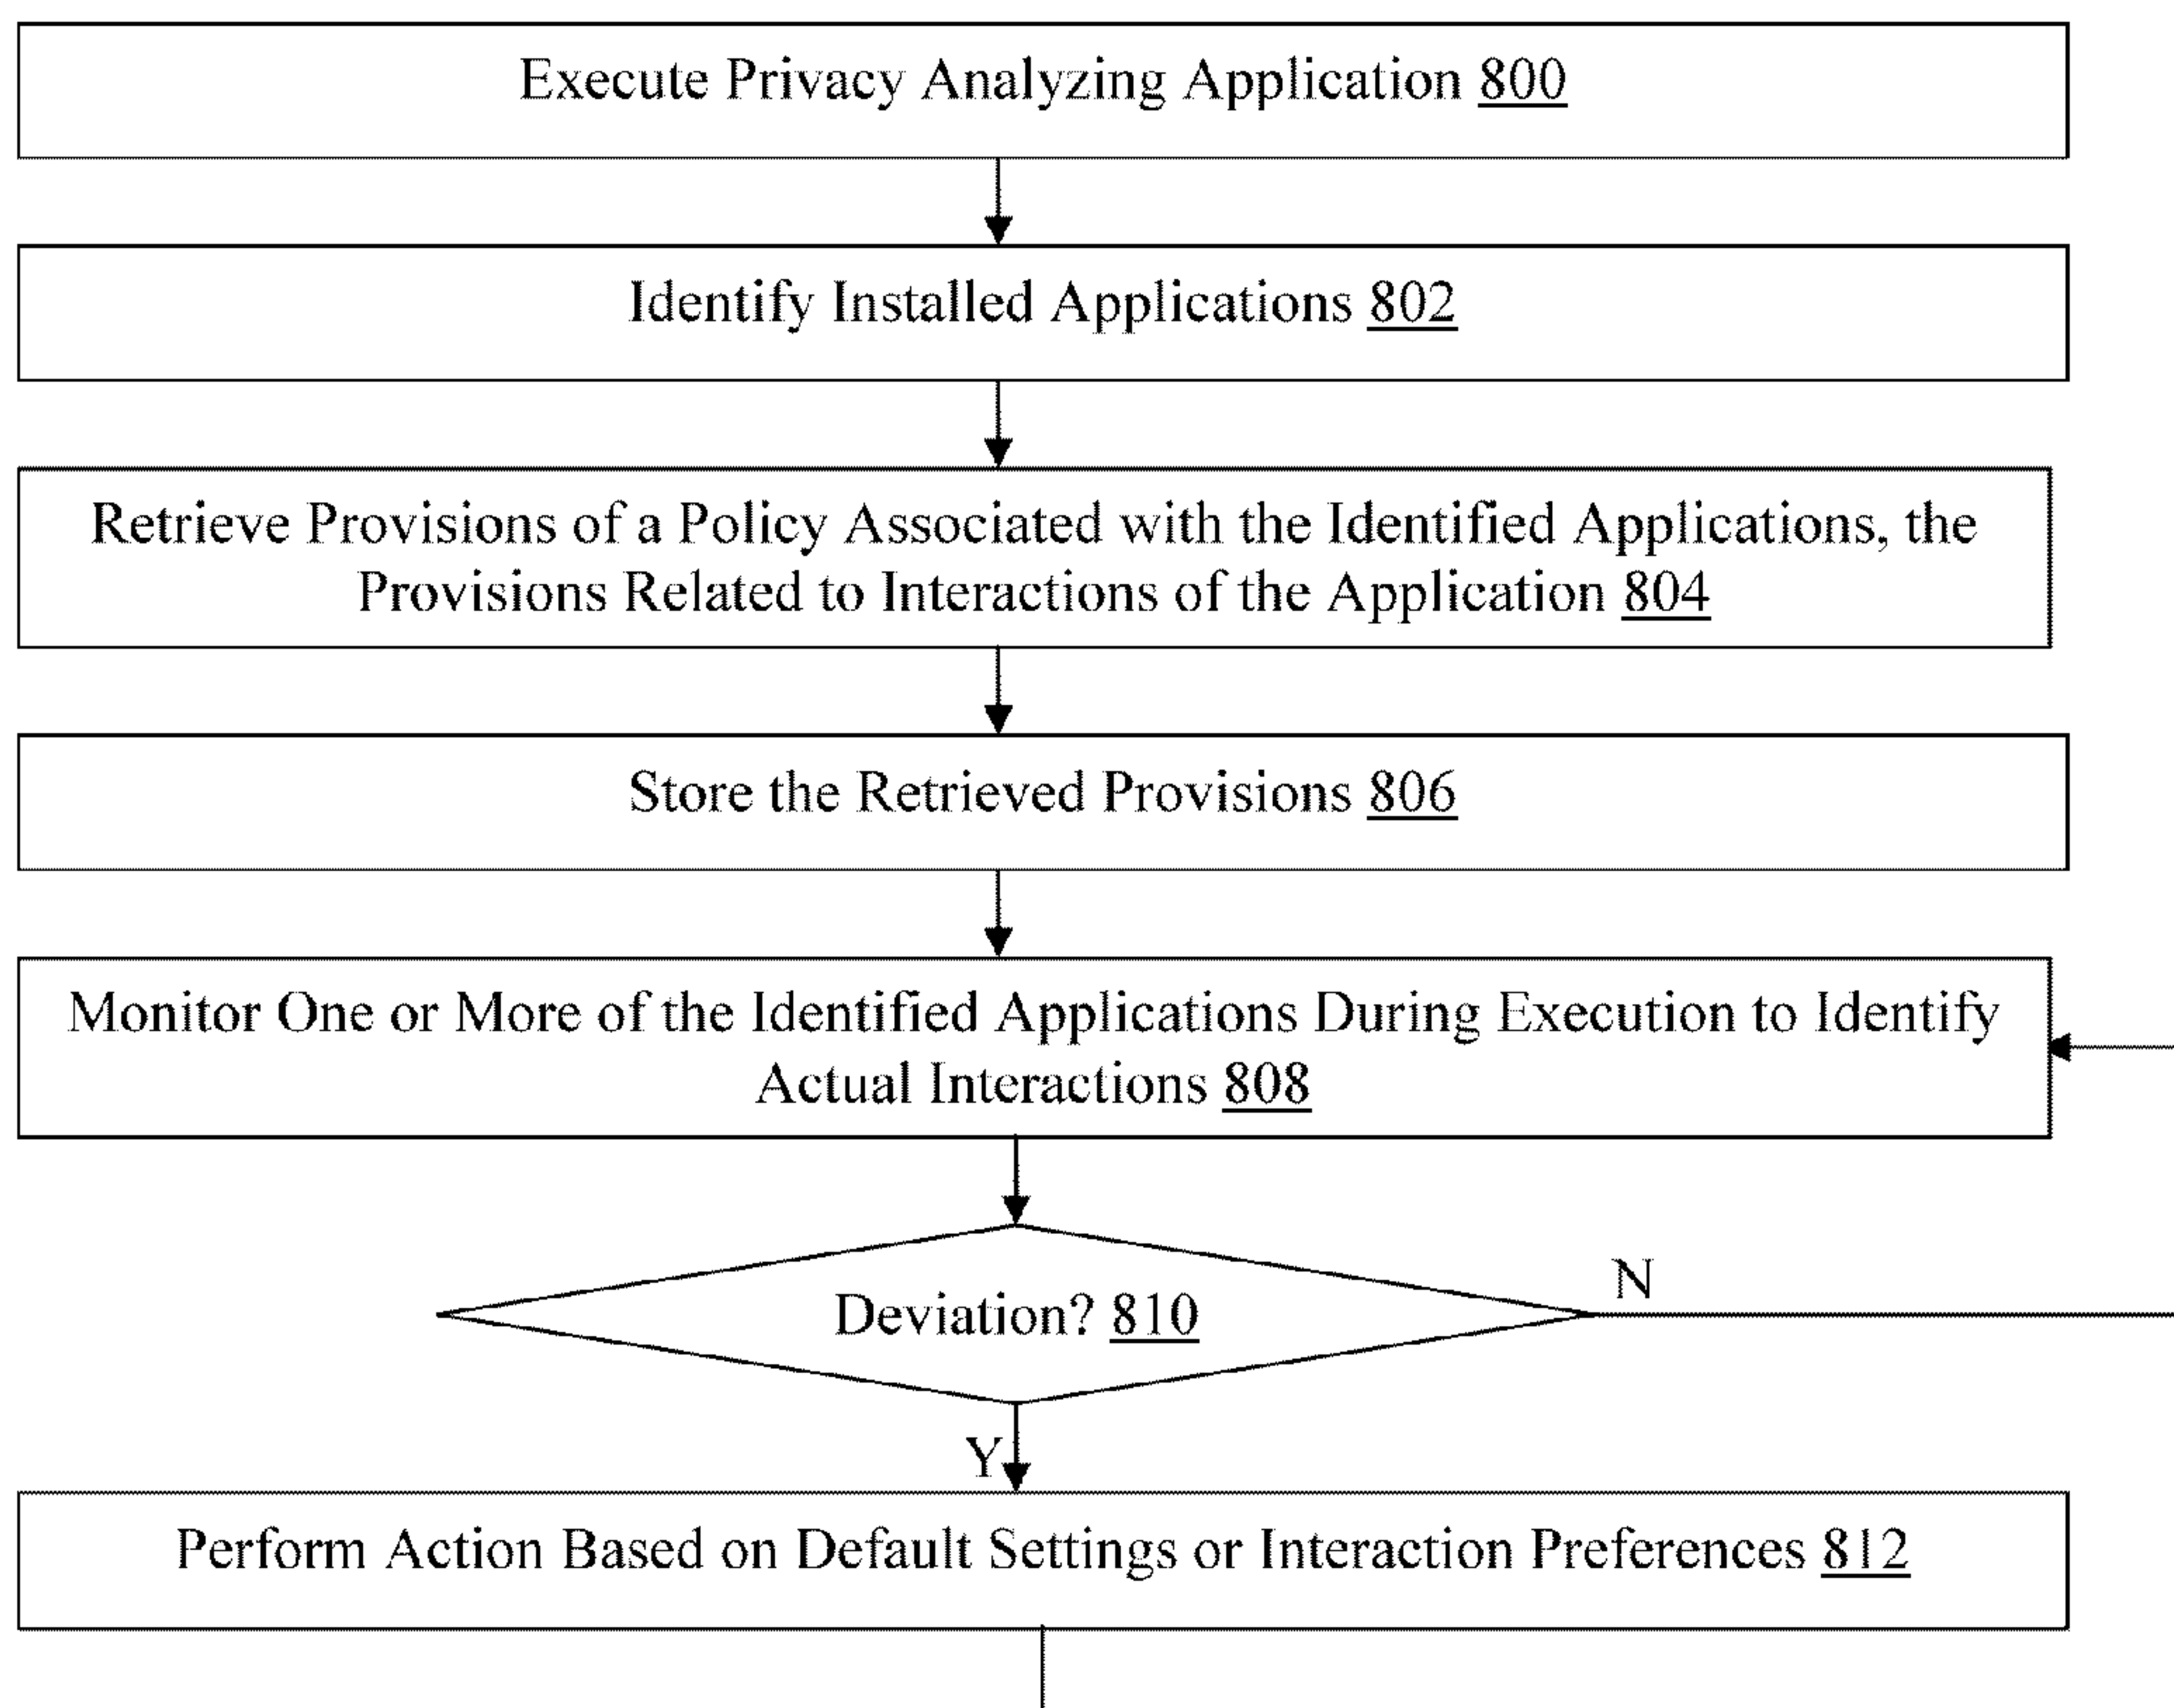 Execute Privacy Analyzing Application 800
Identify Installed Applications 802
Retrieve Provisions of a Policy Associated with the Identified Applications, the
Provisions Related to Interactions of the Application 804
Store the Retrieved Provisions 806
Monitor One or More of the Identified Applications During Execution to Identify
Actual Interactions 808
N
Deviation? 810
Y
Perform Action Based on Default Settings or Interaction Preferences 812